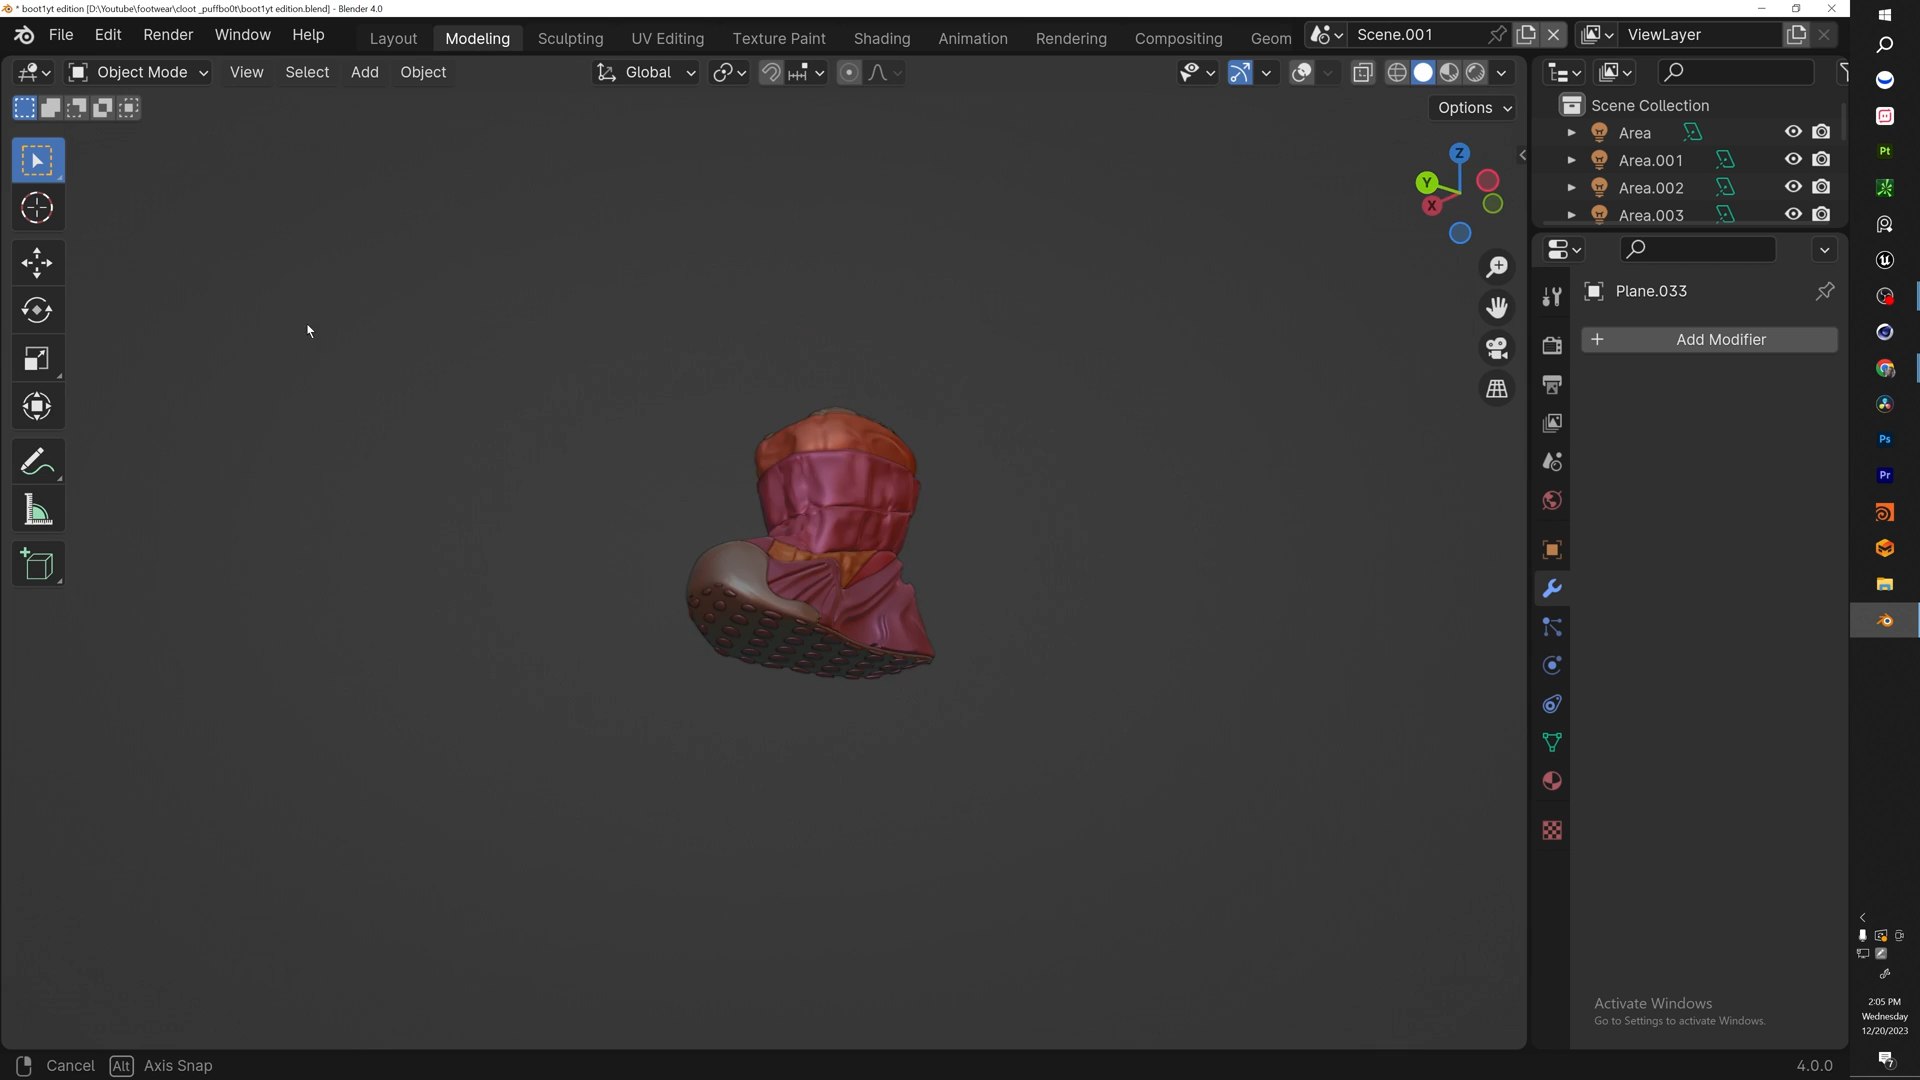 * boot1yt edition [D:\Youtube\footwear\cloot _puffbo0t\boot1yt edition.blend] - Blender 4.0
File Edit Render Window Help
Layout Modeling Sculpting UV Editing Texture Paint Shading Animation Rendering Compositing Geom
Scene.001
ViewLayer
Object Mode View Select Add Object
Global
Options
Z
Y
X
Scene Collection
Area
Area.001
Area.002
Area.003
Plane.033
+ Add Modifier
Pt
Ps
Pr
Activate Windows
Go to Settings to activate Windows.
2:05 PM
Wednesday
12/20/2023
7
Cancel Alt Axis Snap
4.0.0